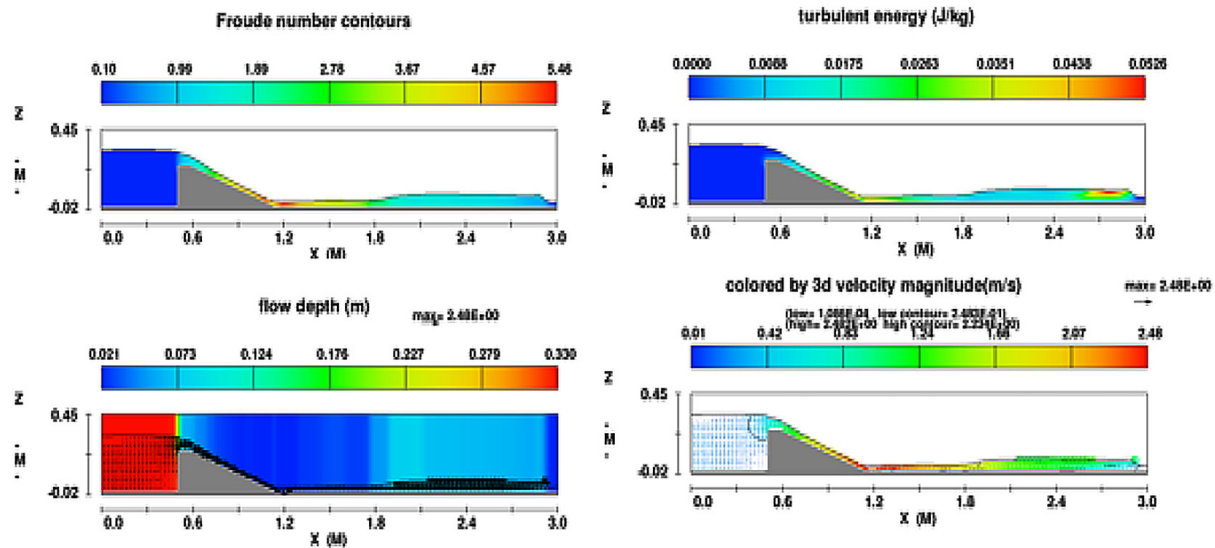 Froude number contours
0.10 0.99 1.89 2.78 3.67 4.57 5.46
Z
0.45
M
-0.02
0.0 0.6 1.2 1.8 2.4 3.0
X (M)
turbulent energy (J/kg)
0.0000 0.0088 0.0175 0.0263 0.0351 0.0438 0.0526
Z
0.45
M
-0.02
0.0 0.6 1.2 1.8 2.4 3.0
X (M)
flow depth (m)
0.021 0.073 0.124 0.176 0.227 0.279 0.330
Z
0.45
M
-0.02
0.0 0.6 1.2 1.8 2.4 3.0
X (M)
colored by 3d velocity magnitude(m/s)
max= 2.48E+00
0.01 0.42 0.83 1.24 2.07 2.48
Z
0.45
M
-0.02
0.0 0.6 1.2 1.8 2.4 3.0
X (M)